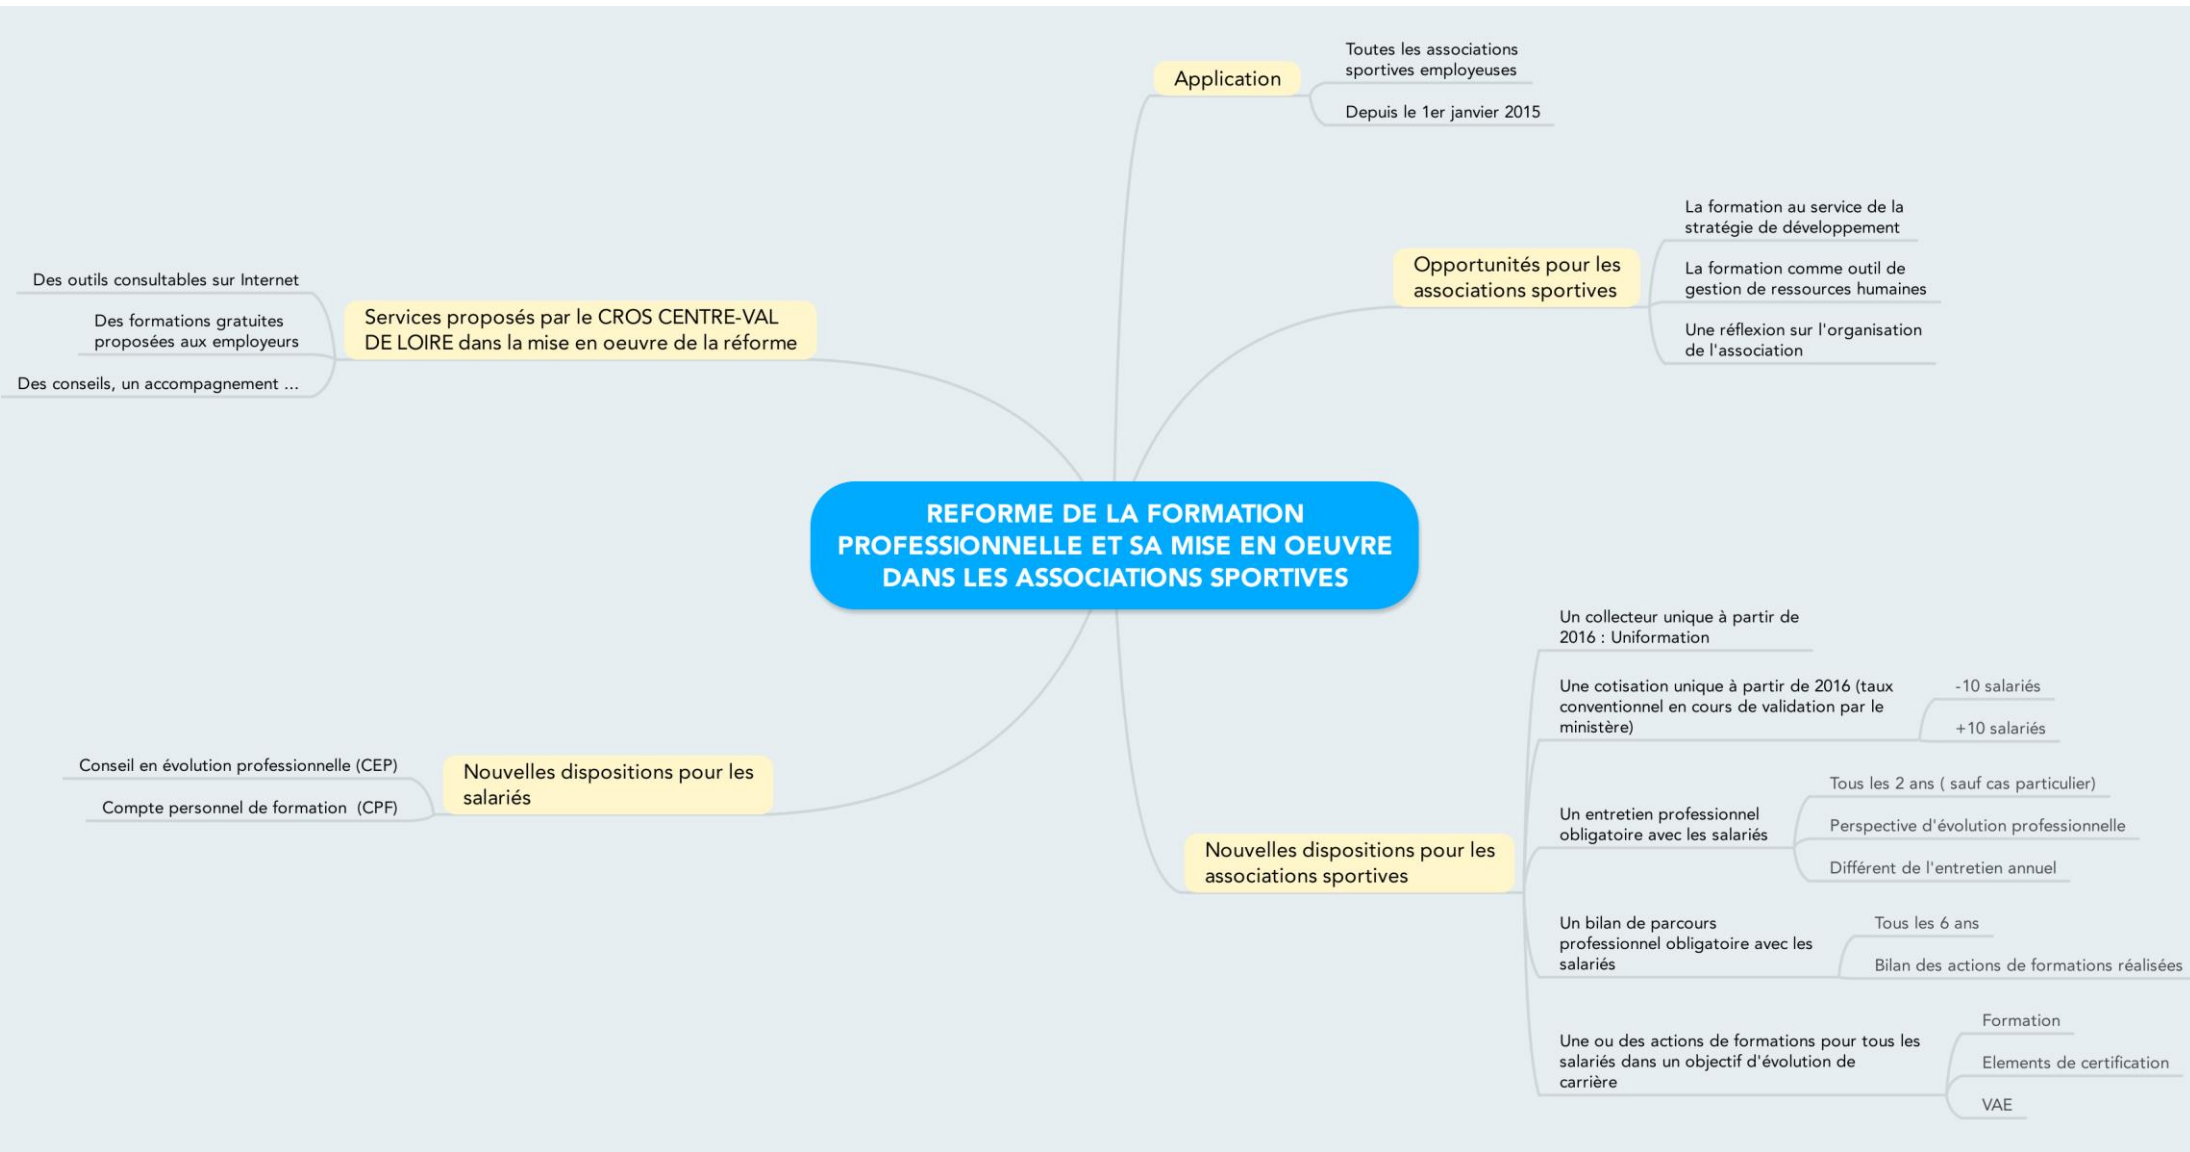 REFORME DE LA FORMATION
PROFESSIONNELLE ET SA MISE EN OEUVRE
DANS LES ASSOCIATIONS SPORTIVES
Application
Toutes les associations
sportives employeuses
Depuis le 1er janvier 2015
Opportunités pour les
associations sportives
La formation au service de la
stratégie de développement
La formation comme outil de
gestion de ressources humaines
Une réflexion sur l'organisation
de l'association
Nouvelles dispositions pour les
associations sportives
Un collecteur unique à partir de
2016 : Uniformation
Une cotisation unique à partir de 2016 (taux
conventionnel en cours de validation par le
ministère)
-10 salariés
+10 salariés
Un entretien professionnel
obligatoire avec les salariés
Tous les 2 ans ( sauf cas particulier)
Perspective d'évolution professionnelle
Différent de l'entretien annuel
Un bilan de parcours
professionnel obligatoire avec les
salariés
Tous les 6 ans
Bilan des actions de formations réalisées
Une ou des actions de formations pour tous les
salariés dans un objectif d'évolution de
carrière
Formation
Elements de certification
VAE
Nouvelles dispositions pour les
salariés
Conseil en évolution professionnelle (CEP)
Compte personnel de formation  (CPF)
Services proposés par le CROS CENTRE-VAL
DE LOIRE dans la mise en oeuvre de la réforme
Des outils consultables sur Internet
Des formations gratuites
proposées aux employeurs
Des conseils, un accompagnement ...